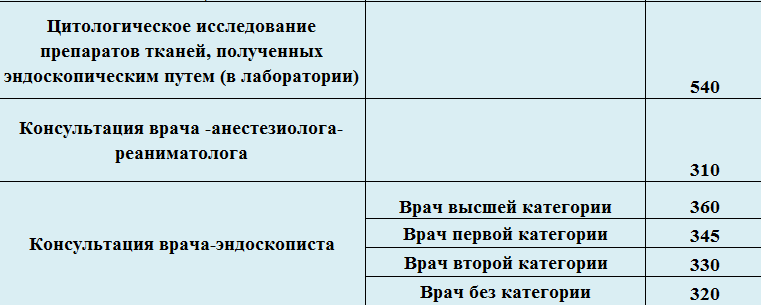 Цитологическое исследование
препаратов тканей, полученных
эндоскопическим путем (в лаборатории)
540
Консультация врача -анестезиолога-
реаниматолога
310
Консультация врача-эндоскописта
Врач высшей категории 360
Врач первой категории 345
Врач второй категории 330
Врач без категории 320